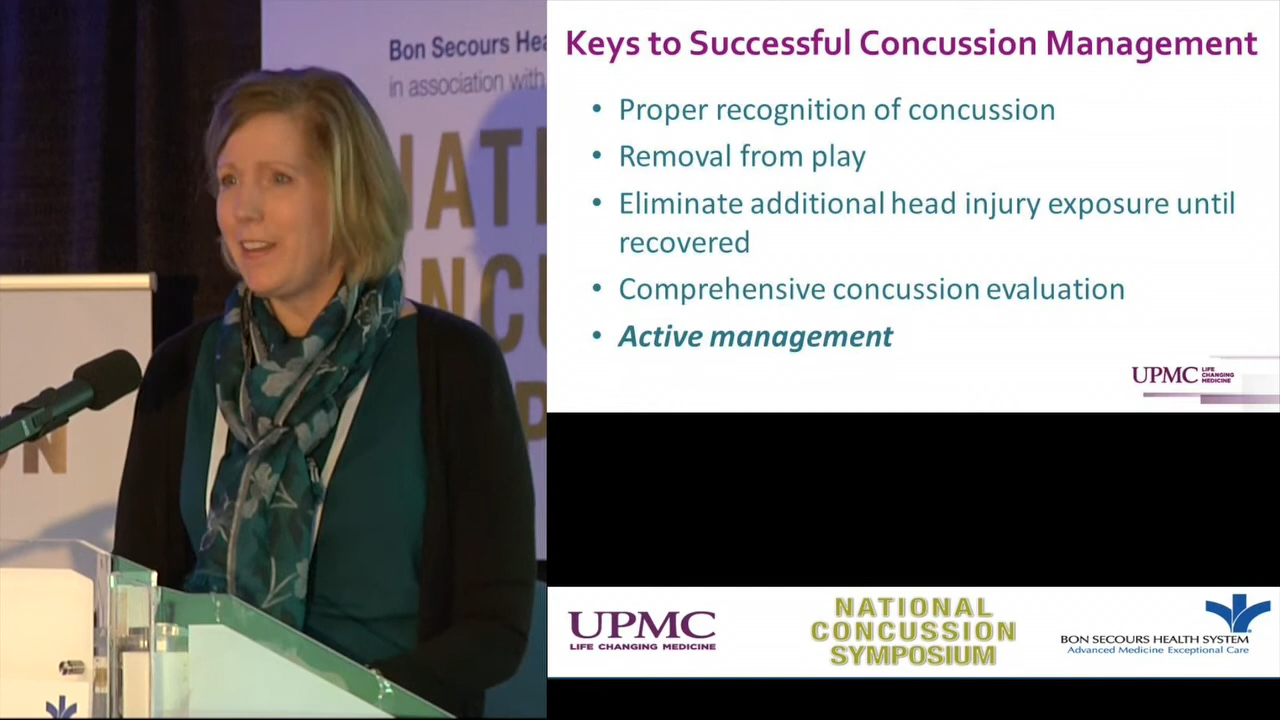 Bon Secours Hea
in association with
NATI
NCU
Keys to Successful Concussion Management
• Proper recognition of concussion
• Removal from play
• Eliminate additional head injury exposure until
recovered
• Comprehensive concussion evaluation
• Active management
UPMC LIFE
CHANGING
MEDICINE
UPMC
LIFE CHANGING MEDICINE
NATIONAL
CONCUSSION
SYMPOSIUM
BON SECOURS HEALTH SYSTEM
Advanced Medicine Exceptional Care